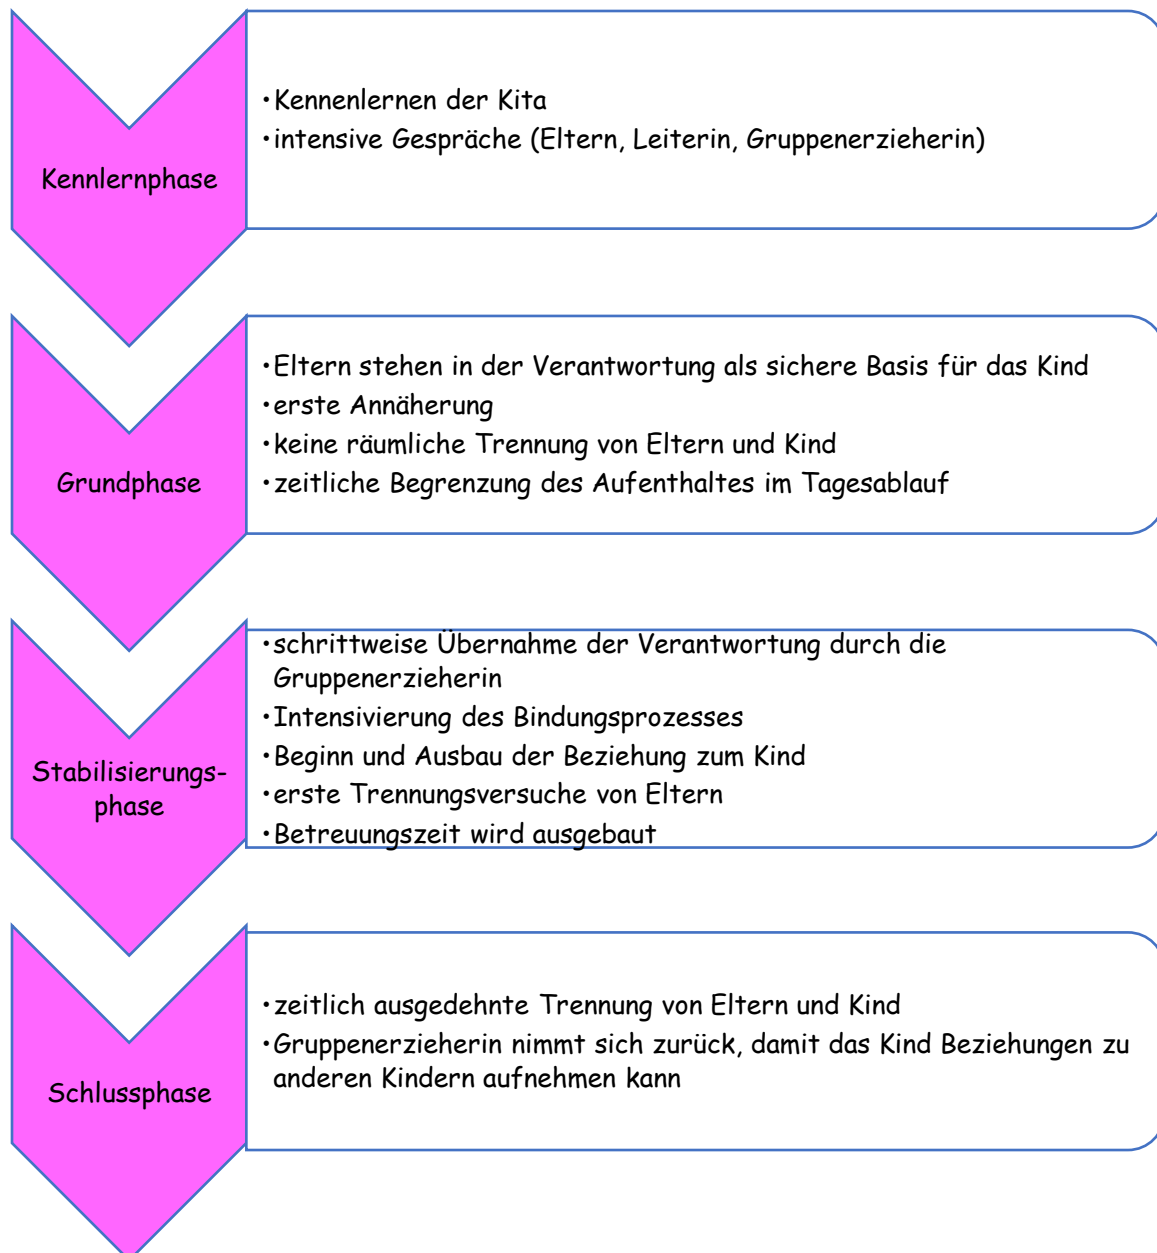 Kennlernphase
•Kennenlernen der Kita
•intensive Gespräche (Eltern, Leiterin, Gruppenerzieherin)
Grundphase
•Eltern stehen in der Verantwortung als sichere Basis für das Kind
•erste Annäherung
•keine räumliche Trennung von Eltern und Kind
•zeitliche Begrenzung des Aufenthaltes im Tagesablauf
Stabilisierungs-
phase
•schrittweise Übernahme der Verantwortung durch die
Gruppenerzieherin
•Intensivierung des Bindungsprozesses
•Beginn und Ausbau der Beziehung zum Kind
•erste Trennungsversuche von Eltern
•Betreuungszeit wird ausgebaut
Schlussphase
•zeitlich ausgedehnte Trennung von Eltern und Kind
•Gruppenerzieherin nimmt sich zurück, damit das Kind Beziehungen zu
anderen Kindern aufnehmen kann